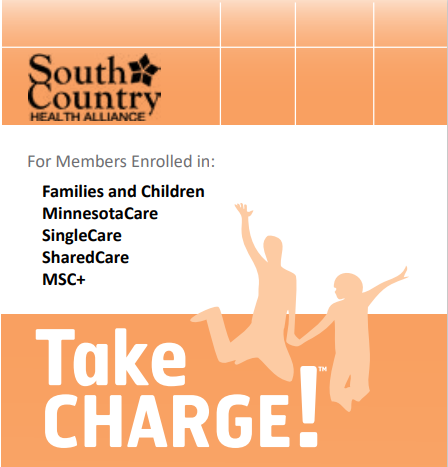 South
Country
HEALTH ALLIANCE
For Members Enrolled in:
Families and Children
MinnesotaCare
SingleCare
SharedCare
MSC+
Take
CHARGE!™